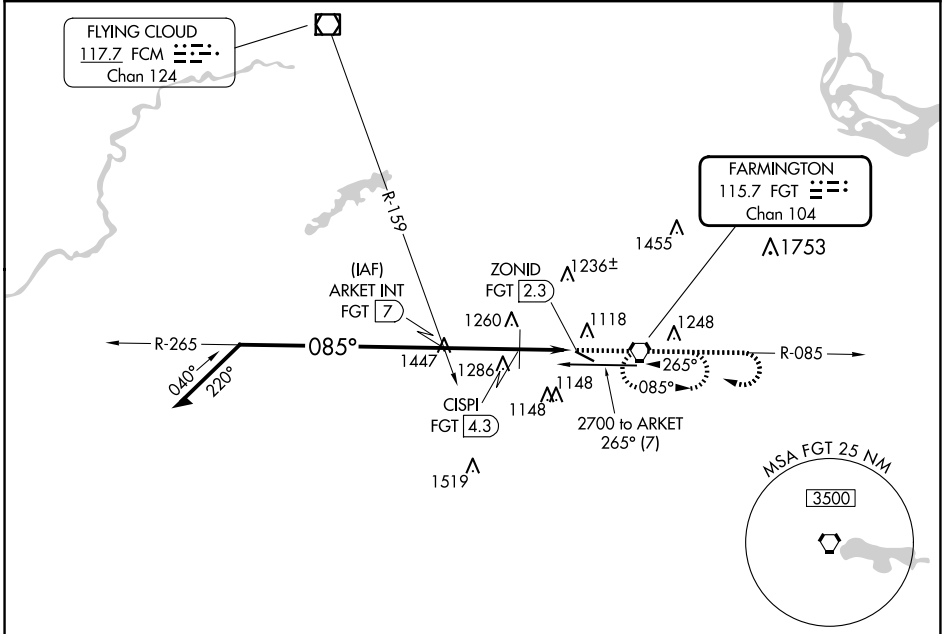 FLYING CLOUD
117.7 FCM
Chan 124
R-159
FARMINGTON
115.7 FGT
Chan 104
1455
1753
(IAF)
ARKET INT
FGT 7
ZONID
FGT 2.3
1236±
1260
1118
1248
R-265
085°
1447
1286
R-085
265°
085°
040°
220°
CISPI
FGT 4.3
1148
1148
2700 to ARKET
265° (7)
1519
MSA FGT 25 NM
3500